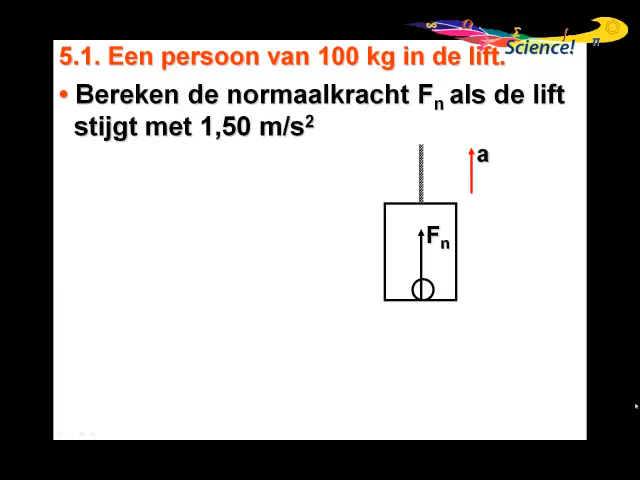 Science!
5.1. Een persoon van 100 kg in de lift.
• Bereken de normaalkracht Fn als de lift
stijgt met 1,50 m/s²
a
Fn